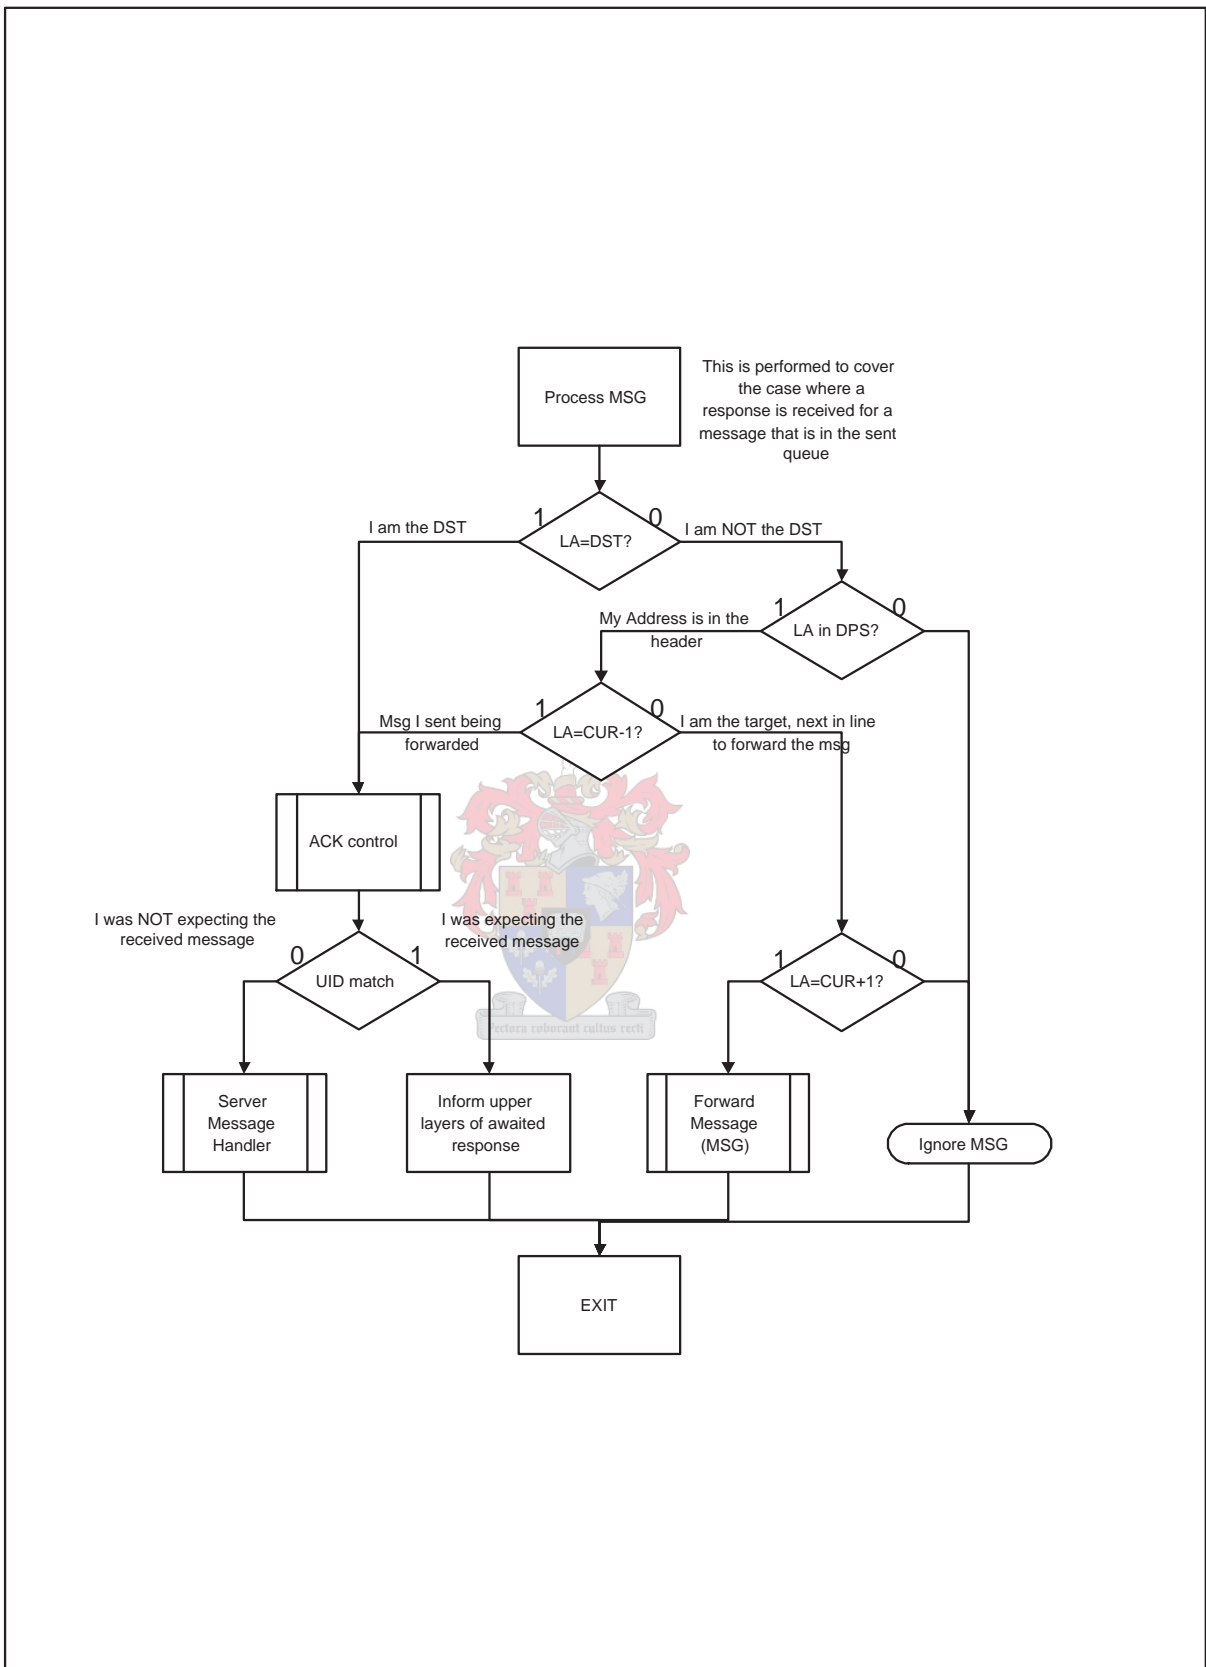 Process MSG
This is performed to cover
the case where a
response is received for a
message that is in the sent
queue
1
0
I am the DST
LA=DST?
I am NOT the DST
1
0
My Address is in the
header
LA in DPS?
1
0
Msg I sent being
forwarded
LA=CUR-1?
I am the target, next in line
to forward the msg
ACK control
I was NOT expecting the
received message
I was expecting the
received message
0
1
UID match
1
0
LA=CUR+1?
Pectora roborant cultus recti
Server
Message
Handler
Inform upper
layers of awaited
response
Forward
Message
(MSG)
Ignore MSG
EXIT